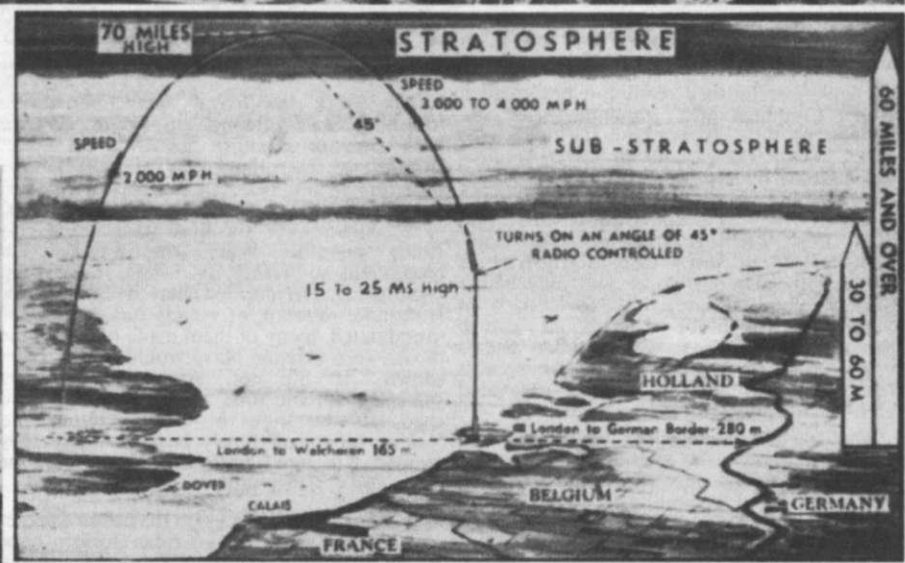 70 MILES
HIGH
STRATOSPHERE
SPEED
3.000 TO 4 000 M P H
45°
SPEED
2.000 M P H
SUB - STRATOSPHERE
60 MILES AND OVER
TURNS ON AN ANGLE OF 45°
RADIO CONTROLLED
15 To 25 Ms High
30 TO 60 M
HOLLAND
London to German Border 280 m
London to Walcheren 165 m.
DOVER
CALAIS
BELGIUM
GERMANY
FRANCE